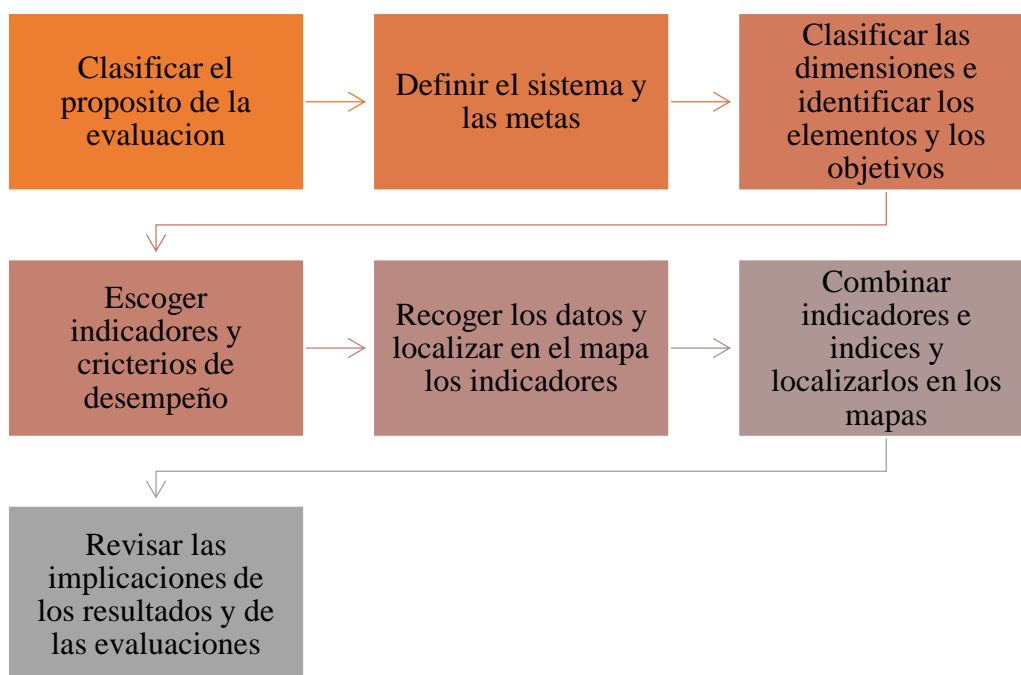 Clasificar el
proposito de la
evaluacion
Definir el sistema y
las metas
Clasificar las
dimensiones e
identificar los
elementos y los
objetivos
Escoger
indicadores y
cricterios de
desempeño
Recoger los datos y
localizar en el mapa
los indicadores
Combinar
indicadores e
indices y
localizarlos en los
mapas
Revisar las
implicaciones de
los resultados y de
las evaluaciones